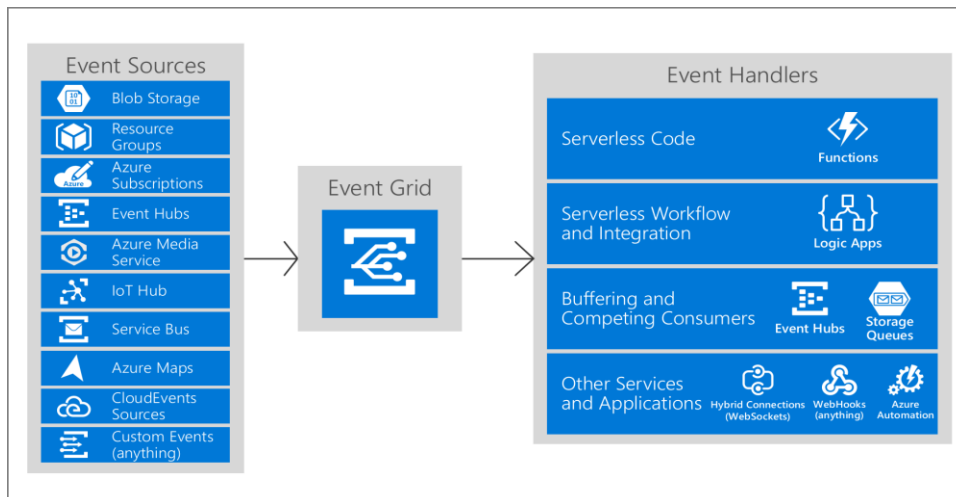 Event Sources
10
01
Blob Storage
Resource
Groups
Azure
Azure
Subscriptions
Event Hubs
Azure Media
Service
IoT Hub
Service Bus
Azure Maps
CloudEvents
Sources
Custom Events
(anything)
Event Grid
Event Handlers
Serverless Code
Functions
Serverless Workflow
and Integration
Logic Apps
Buffering and
Competing Consumers
Event Hubs
Storage
Queues
Other Services
and Applications
Hybrid Connections
(WebSockets)
WebHooks
(anything)
Azure
Automation